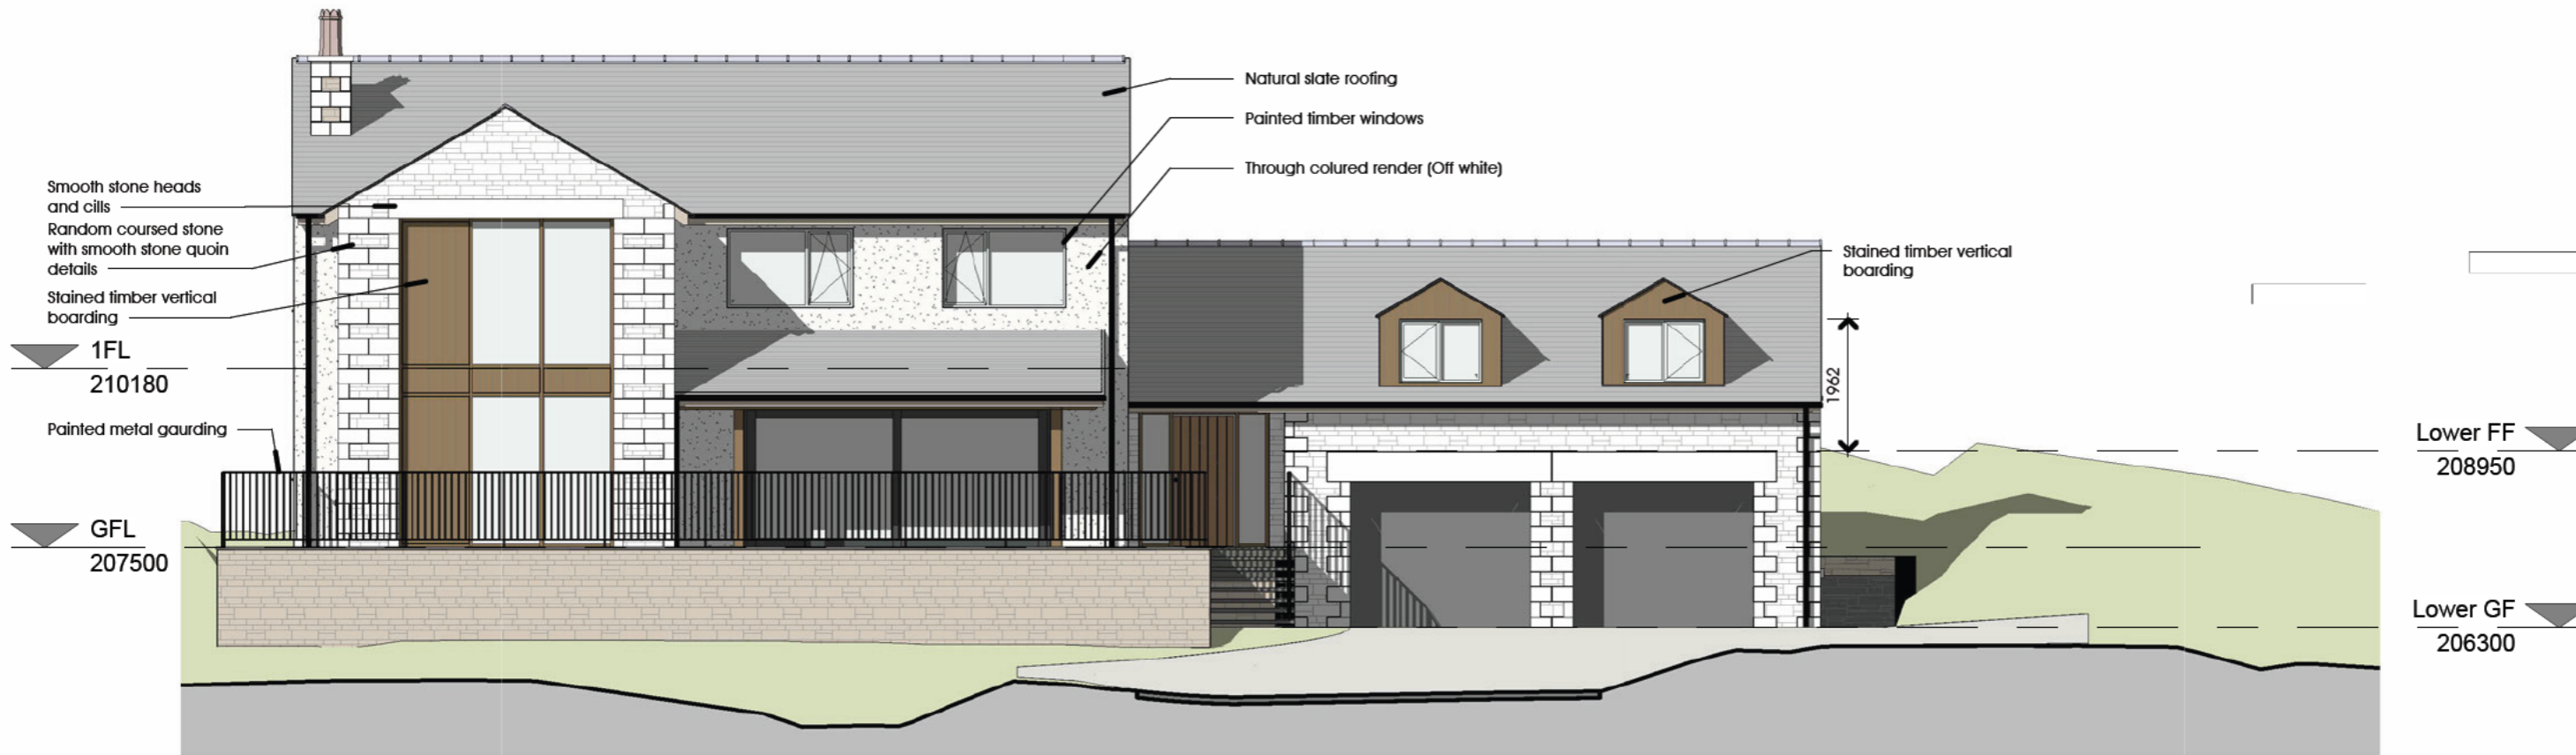 Natural slate roofing
Painted timber windows
Through colured render (Off white)
Smooth stone heads
and cills
Random coursed stone
with smooth stone quoin
details
Stained timber vertical
boarding
1FL
210180
Painted metal gaurding
GFL
207500
Stained timber vertical
boarding
1962
Lower FF
208950
Lower GF
206300